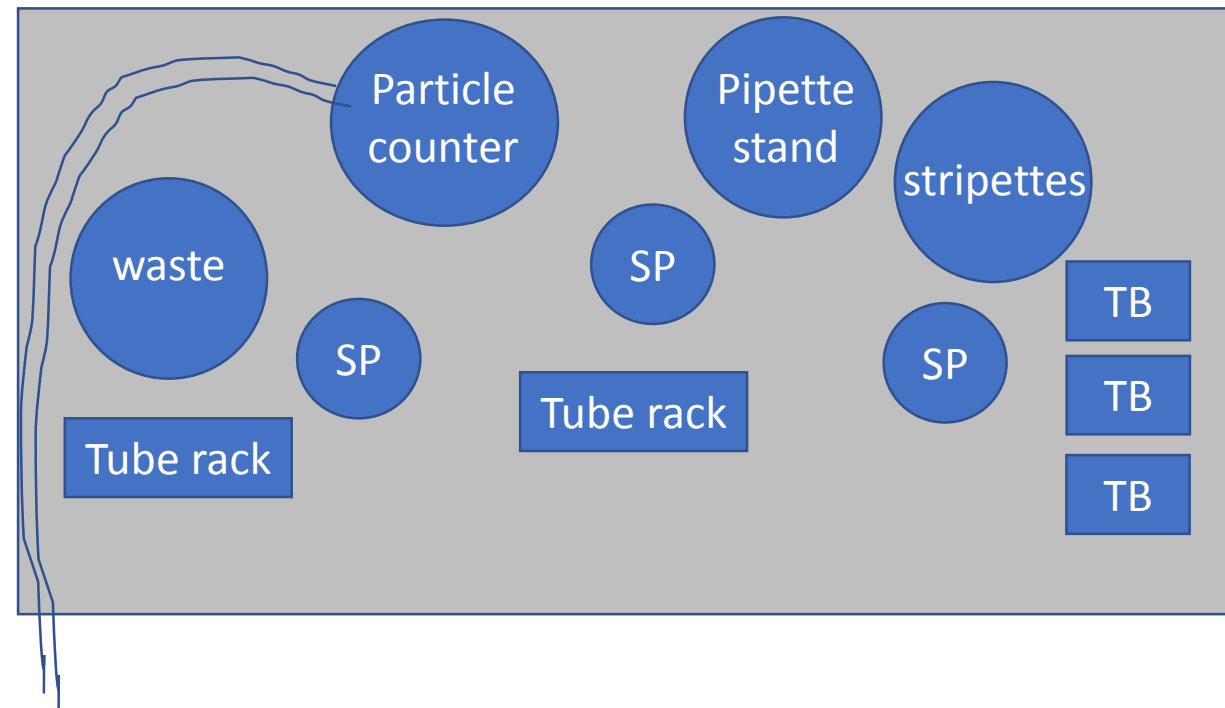 Particle
counter
Pipette
stand
stripettes
waste
SP
SP
SP
TB
TB
TB
Tube rack
Tube rack